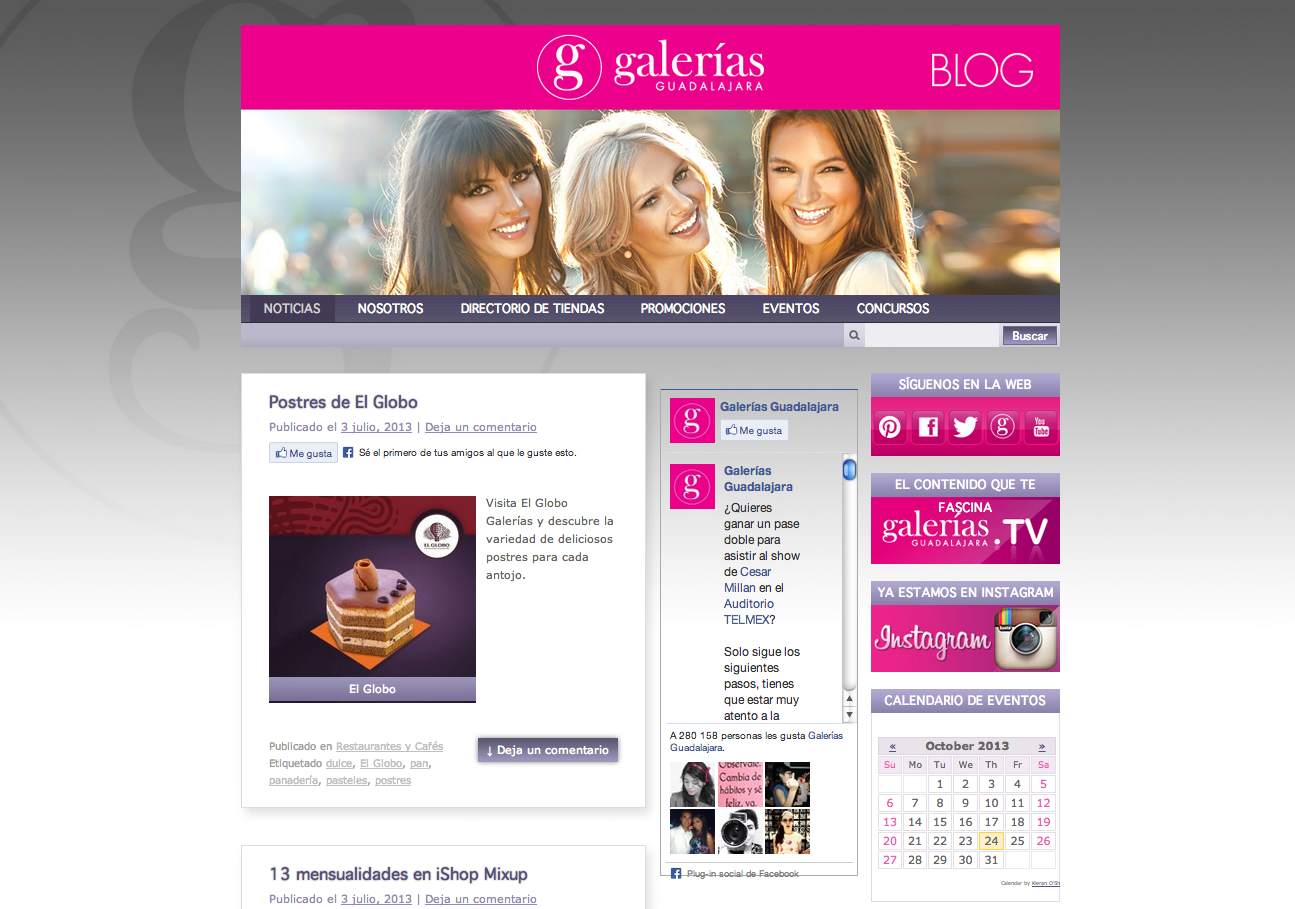 g galerías
GUADALAJARA
BLOG
NOTICIAS NOSOTROS DIRECTORIO DE TIENDAS PROMOCIONES EVENTOS CONCURSOS
Buscar
Postres de El Globo
Publicado el 3 julio, 2013 | Deja un comentario
Me gusta Sé el primero de tus amigos al que le guste esto.
EL GLOBO
Visita El Globo
Galerías y descubre la
variedad de deliciosos
postres para cada
antojo.
El Globo
Publicado en Restaurantes y Cafés
Etiquetado dulce, El Globo, pan,
panadería, pasteles, postres
↓ Deja un comentario
13 mensualidades en iShop Mixup
Publicado el 3 julio, 2013 | Deja un comentario
g
Galerías Guadalajara
Me gusta
g
Galerías
Guadalajara
¿Quieres
ganar un pase
doble para
asistir al show
de Cesar
Millan en el
Auditorio
TELMEX?
Solo sigue los
siguientes
pasos, tienes
que estar muy
atento a la
A 280 158 personas les gusta Galerías
Guadalajara.
Observate.
Cambia de
hábitos y sé
feliz, ya.
Plug-in social de Facebook
SÍGUENOS EN LA WEB
g You
Tube
EL CONTENIDO QUE TE
FASCINA
galerías
GUADALAJARA .TV
YA ESTAMOS EN INSTAGRAM
Instagram
CALENDARIO DE EVENTOS
« October 2013 »
Su Mo Tu We Th Fr Sa
1 2 3 4 5
6 7 8 9 10 11 12
13 14 15 16 17 18 19
20 21 22 23 24 25 26
27 28 29 30 31
Calendar by Kieran O'Sh